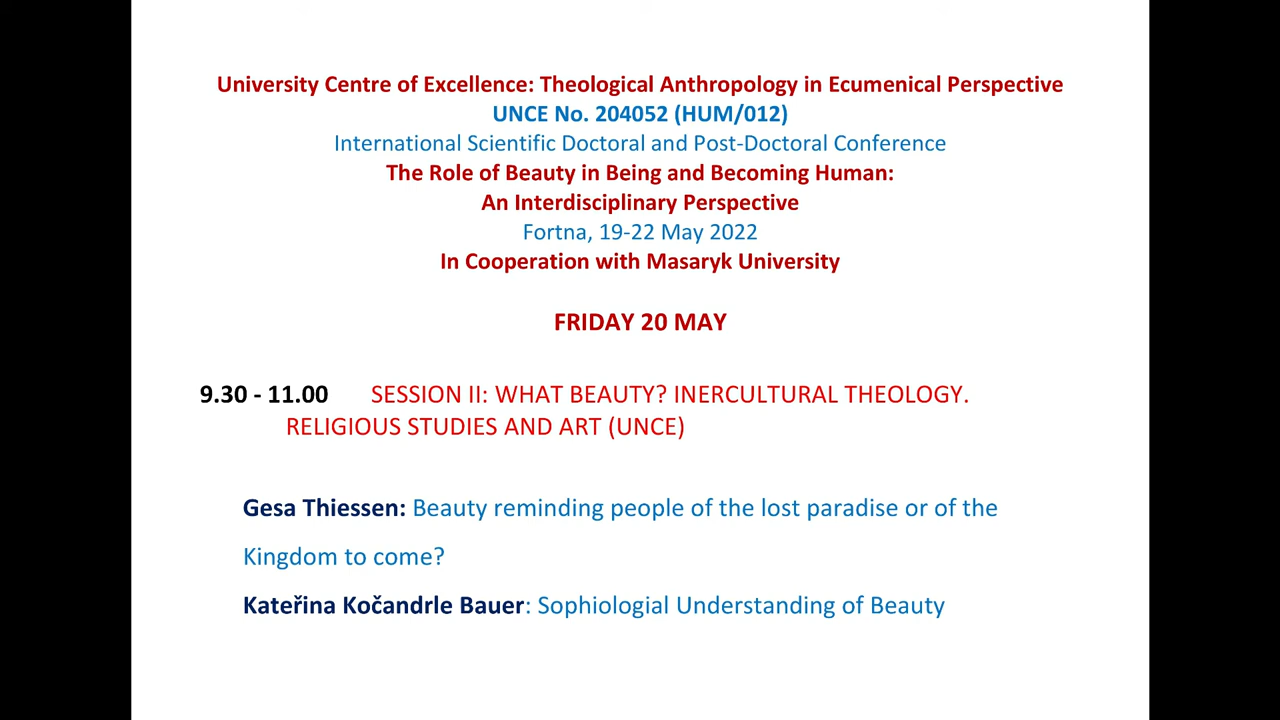 University Centre of Excellence: Theological Anthropology in Ecumenical Perspective
UNCE No. 204052 (HUM/012)
International Scientific Doctoral and Post-Doctoral Conference
The Role of Beauty in Being and Becoming Human:
An Interdisciplinary Perspective
Fortna, 19-22 May 2022
In Cooperation with Masaryk University
FRIDAY 20 MAY
9.30 - 11.00 SESSION II: WHAT BEAUTY? INERCULTURAL THEOLOGY.
RELIGIOUS STUDIES AND ART (UNCE)
Gesa Thiessen: Beauty reminding people of the lost paradise or of the
Kingdom to come?
Kateřina Kočandrle Bauer: Sophiologial Understanding of Beauty